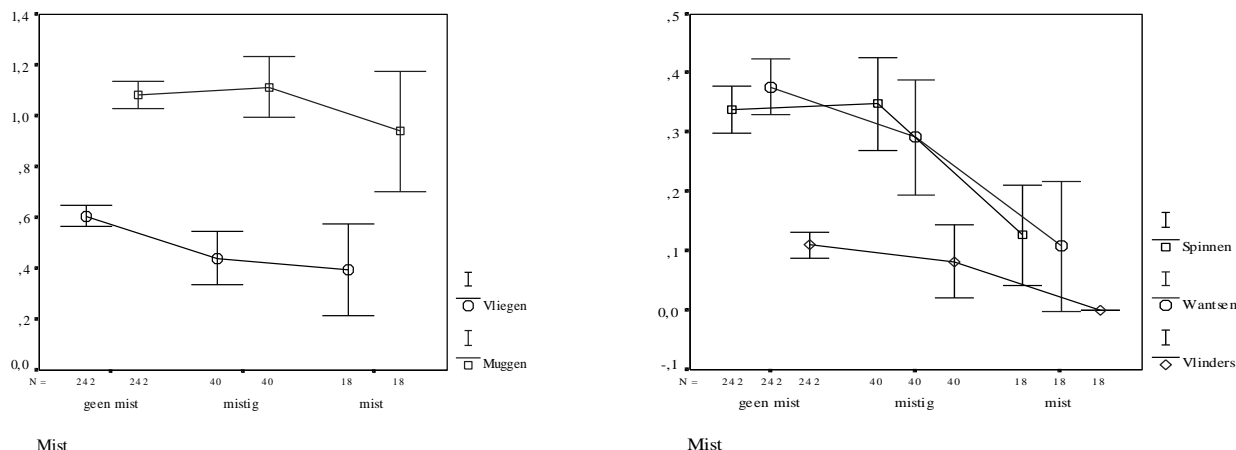 1,4
1,2
1,0
,8
,6
,4
,2
0,0
N = 242 242 40 40 18 18
geen mist mistig mist
Mist
Vliegen
Muggen
,5
,4
,3
,2
,1
0,0
-,1
N = 242 242 242 40 40 40 18 18 18
geen mist mistig mist
Mist
Spinnen
Wantsen
Vlinders